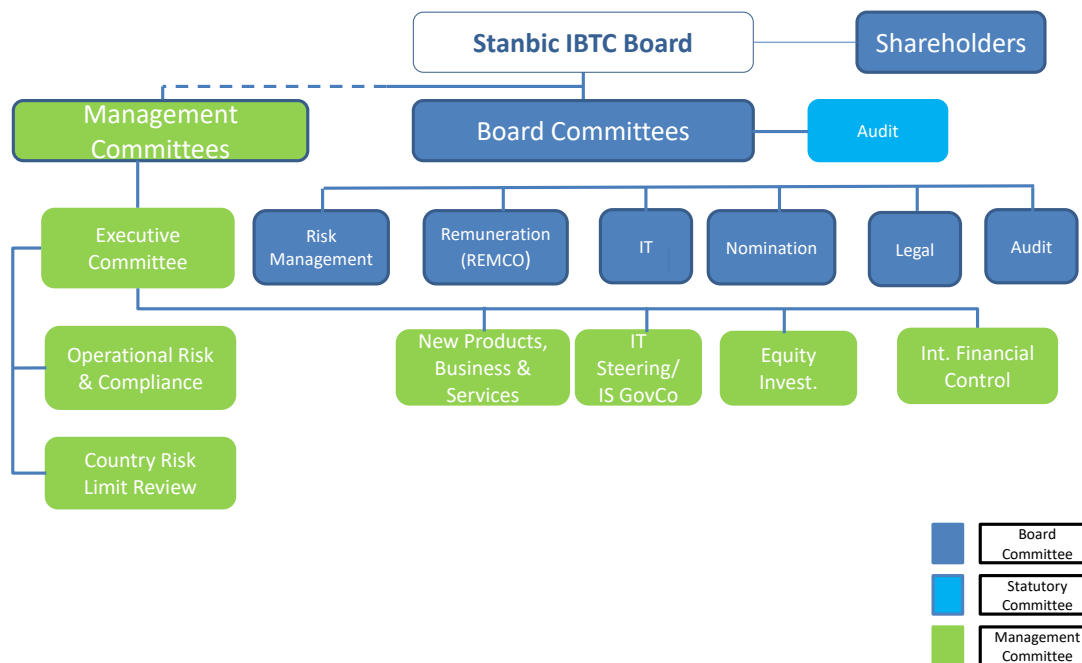 Stanbic IBTC Board
Shareholders
Management
Committees
Board Committees
Audit
Executive
Committee
Risk
Management
Remuneration
(REMCO)
IT
Nomination
Legal
Audit
Operational Risk
& Compliance
New Products,
Business &
Services
IT
Steering/
IS GovCo
Equity
Invest.
Int. Financial
Control
Country Risk
Limit Review
Board
Committee
Statutory
Committee
Management
Committee